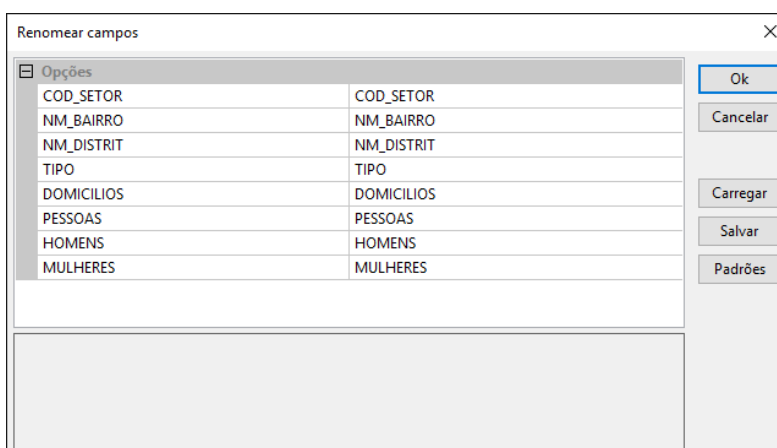 Renomear campos
Opções
COD_SETOR COD_SETOR
NM_BAIRRO NM_BAIRRO
NM_DISTRIT NM_DISTRIT
TIPO TIPO
DOMICILIOS DOMICILIOS
PESSOAS PESSOAS
HOMENS HOMENS
MULHERES MULHERES
Ok
Cancelar
Carregar
Salvar
Padrões